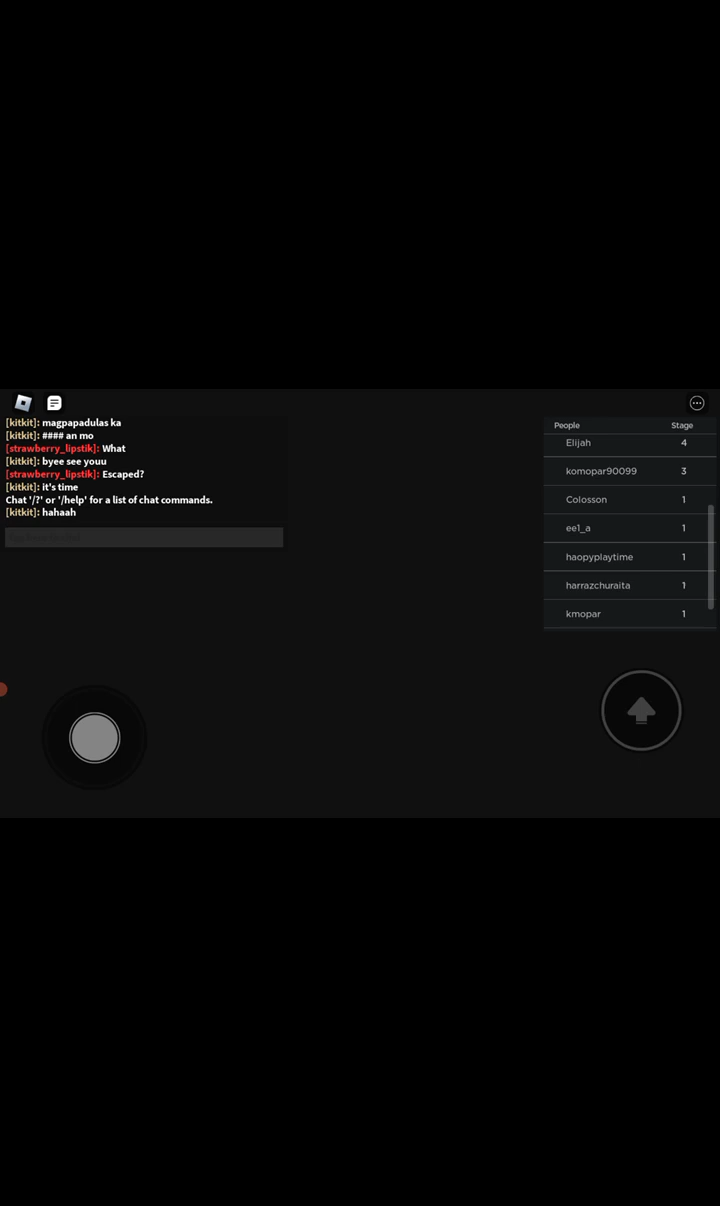 [kitkit]: magpapadulas ka
[kitkit]: #### an mo
[strawberry_lipstik]: What
[kitkit]: byee see youu
[strawberry_lipstik]: Escaped?
[kitkit]: it's time
Chat '/?' or '/help' for a list of chat commands.
[kitkit]: hahaah
People Stage
Elijah 4
komopar90099 3
Colosson 1
ee1_a 1
haopyplaytime 1
harrazchuraita 1
kmopar 1